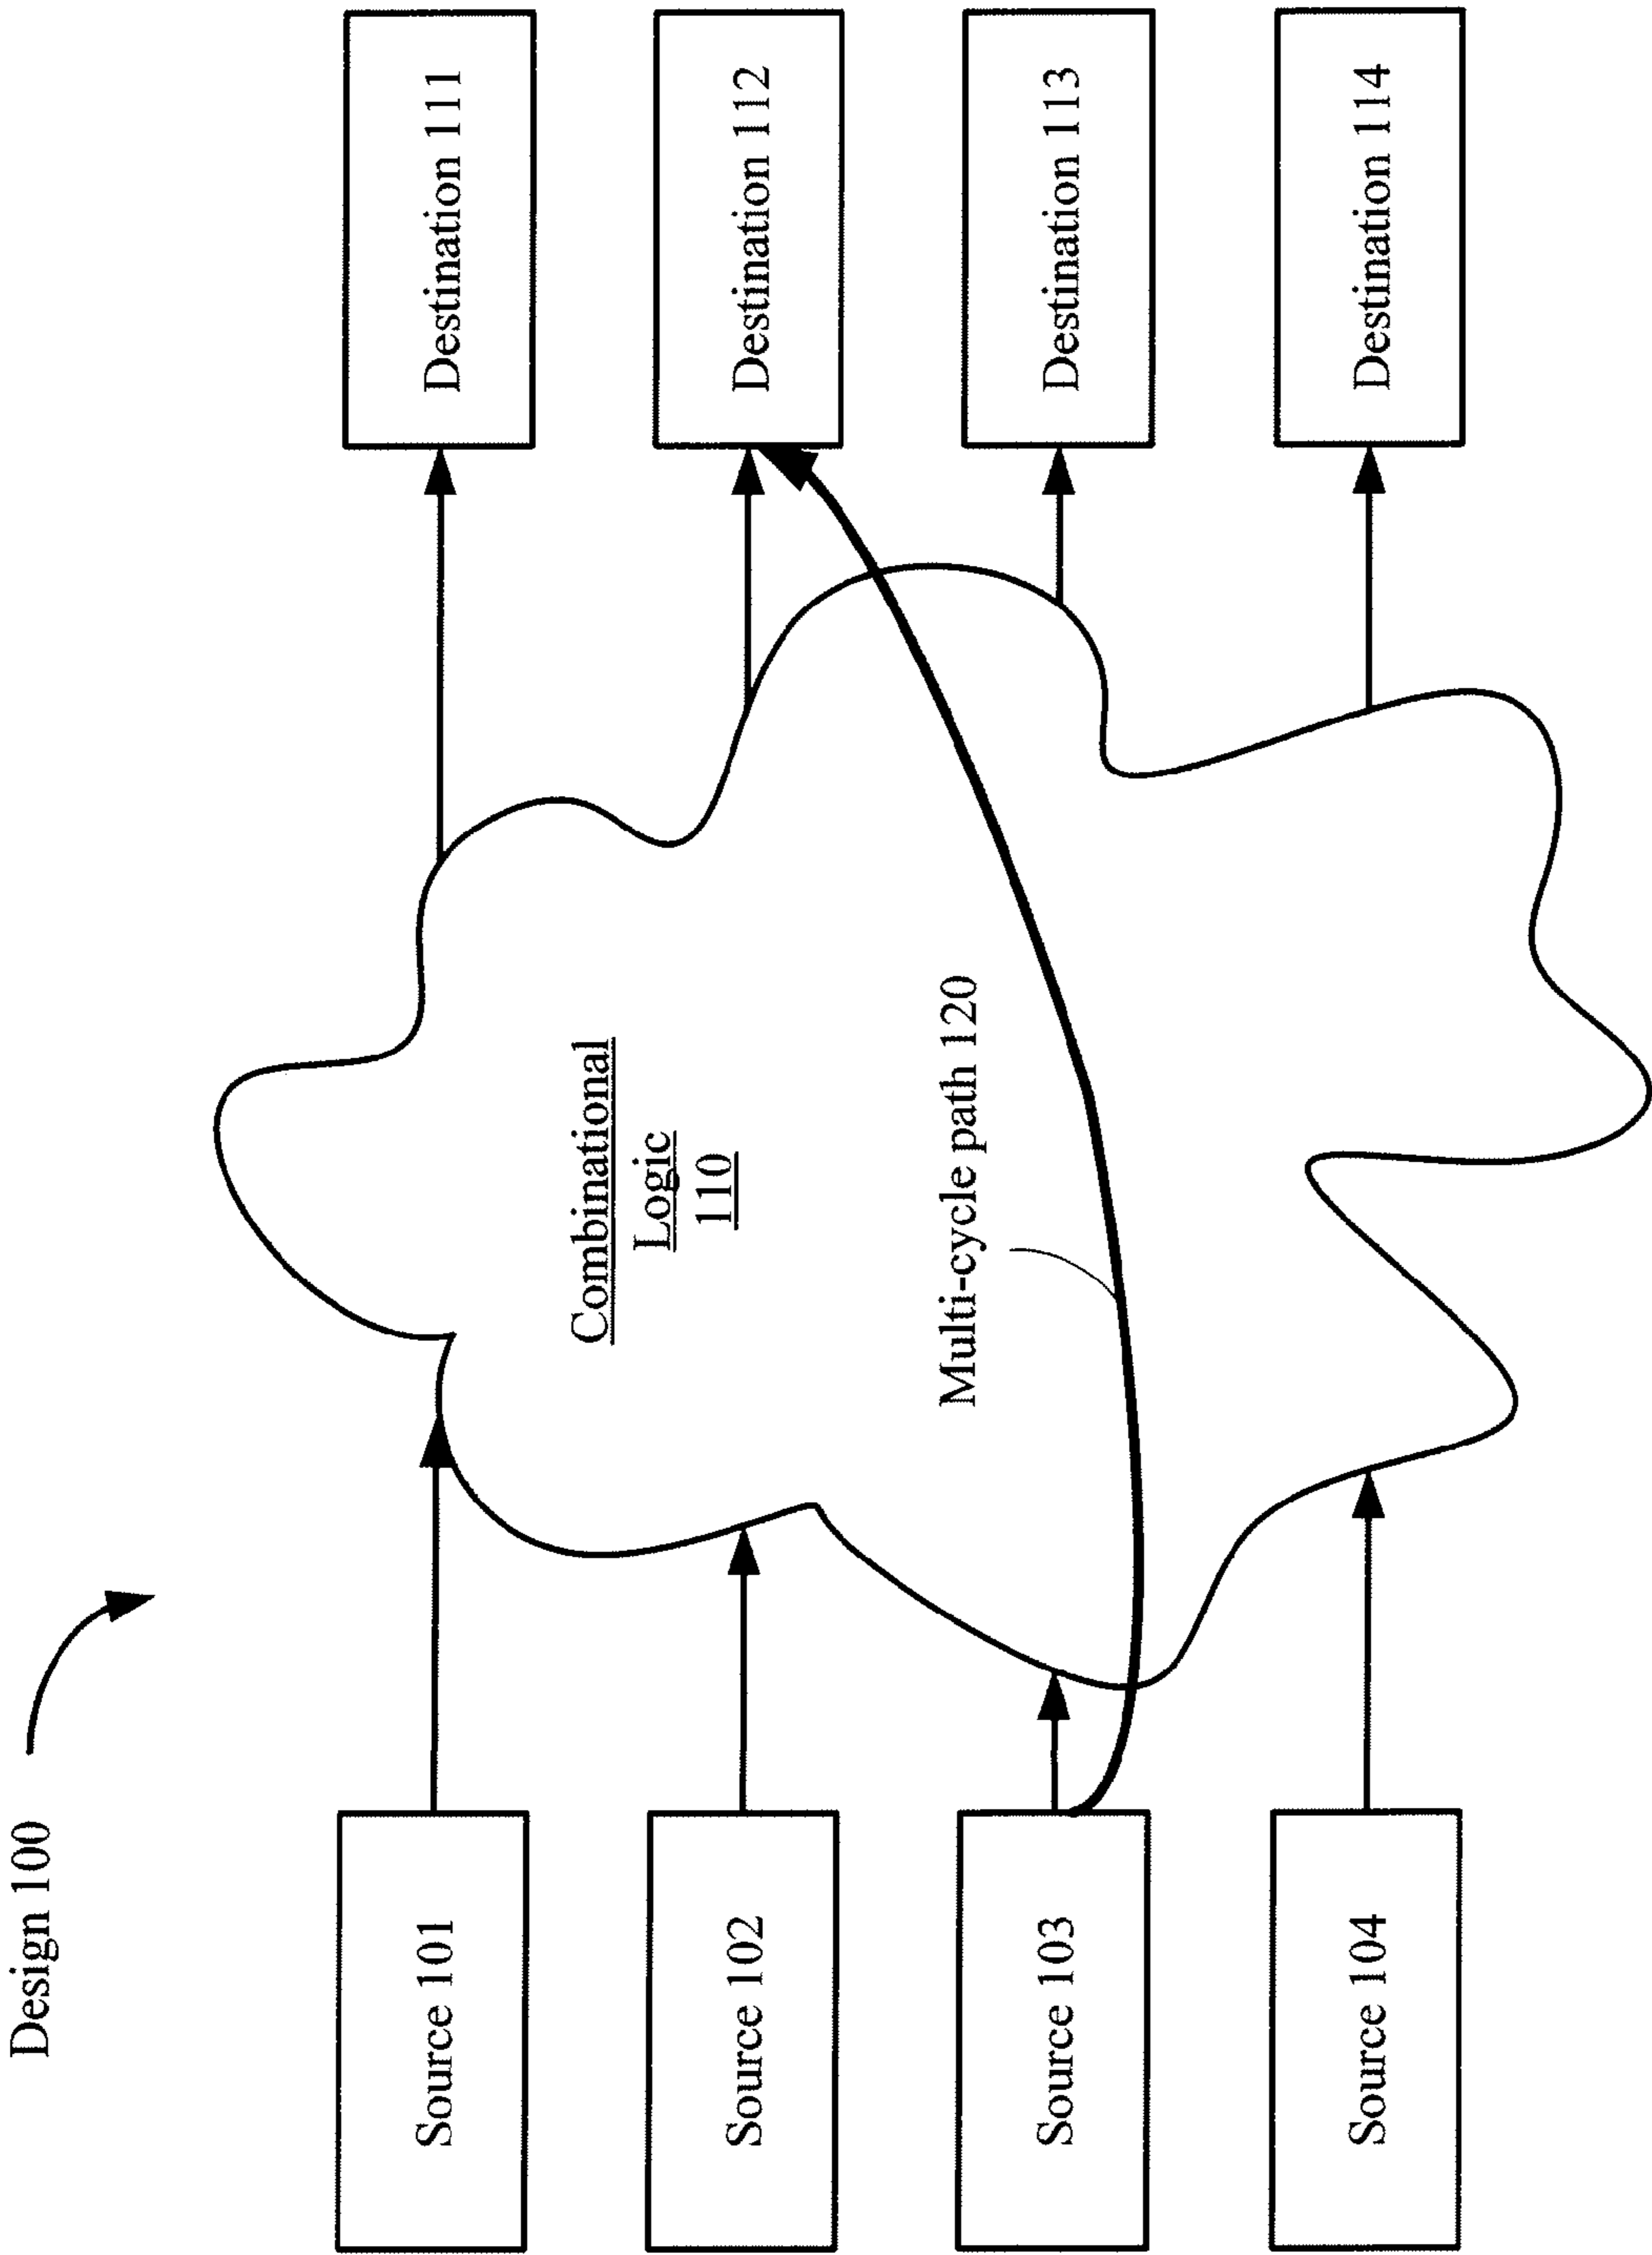 Design 100
Source 101
Source 102
Source 103
Source 104
Combinational
Logic
110
Multi-cycle path 120
Destination 111
Destination 112
Destination 113
Destination 114